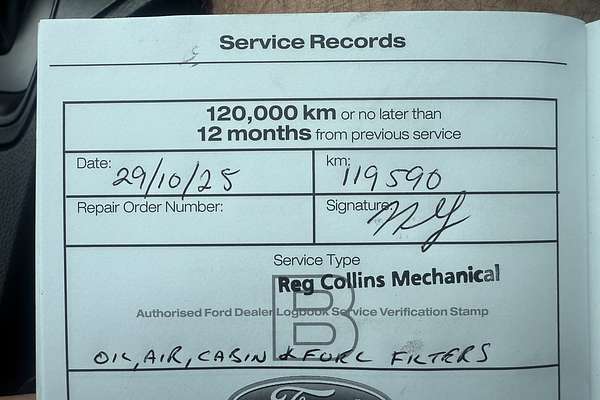 Service Records
120,000 km or no later than
12 months from previous service
Date: 29/10/25
km: 119590
Repair Order Number:
Signature:
Service Type
B
Reg Collins Mechanical
Authorised Ford Dealer Logbook Service Verification Stamp
OIL, AIR, CABIN & FUEL FILTERS
Ford